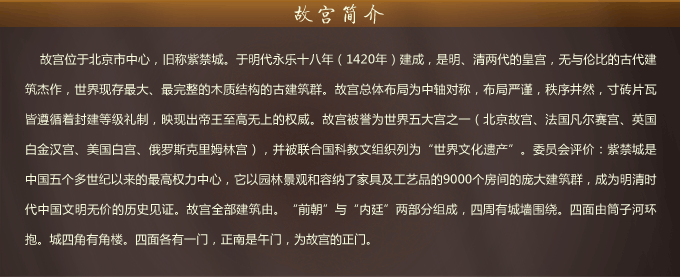 故宫简介
故宫位于北京市中心，旧称紫禁城。于明代永乐十八年（1420年）建成，是明、清两代的皇宫，无与伦比的古代建
筑杰作，世界现存最大、最完整的木质结构的古建筑群。故宫总体布局为中轴对称，布局严谨，秩序井然，寸砖片瓦
皆遵循着封建等级礼制，映现出帝王至高无上的权威。故宫被誉为世界五大宫之一（北京故宫、法国凡尔赛宫、英国
白金汉宫、美国白宫、俄罗斯克里姆林宫），并被联合国科教文组织列为“世界文化遗产”。委员会评价：紫禁城是
中国五个多世纪以来的最高权力中心，它以园林景观和容纳了家具及工艺品的9000个房间的庞大建筑群，成为明清时
代中国文明无价的历史见证。故宫全部建筑由。“前朝”与“内廷”两部分组成，四周有城墙围绕。四面由筒子河环
抱。城四角有角楼。四面各有一门，正南是午门，为故宫的正门。